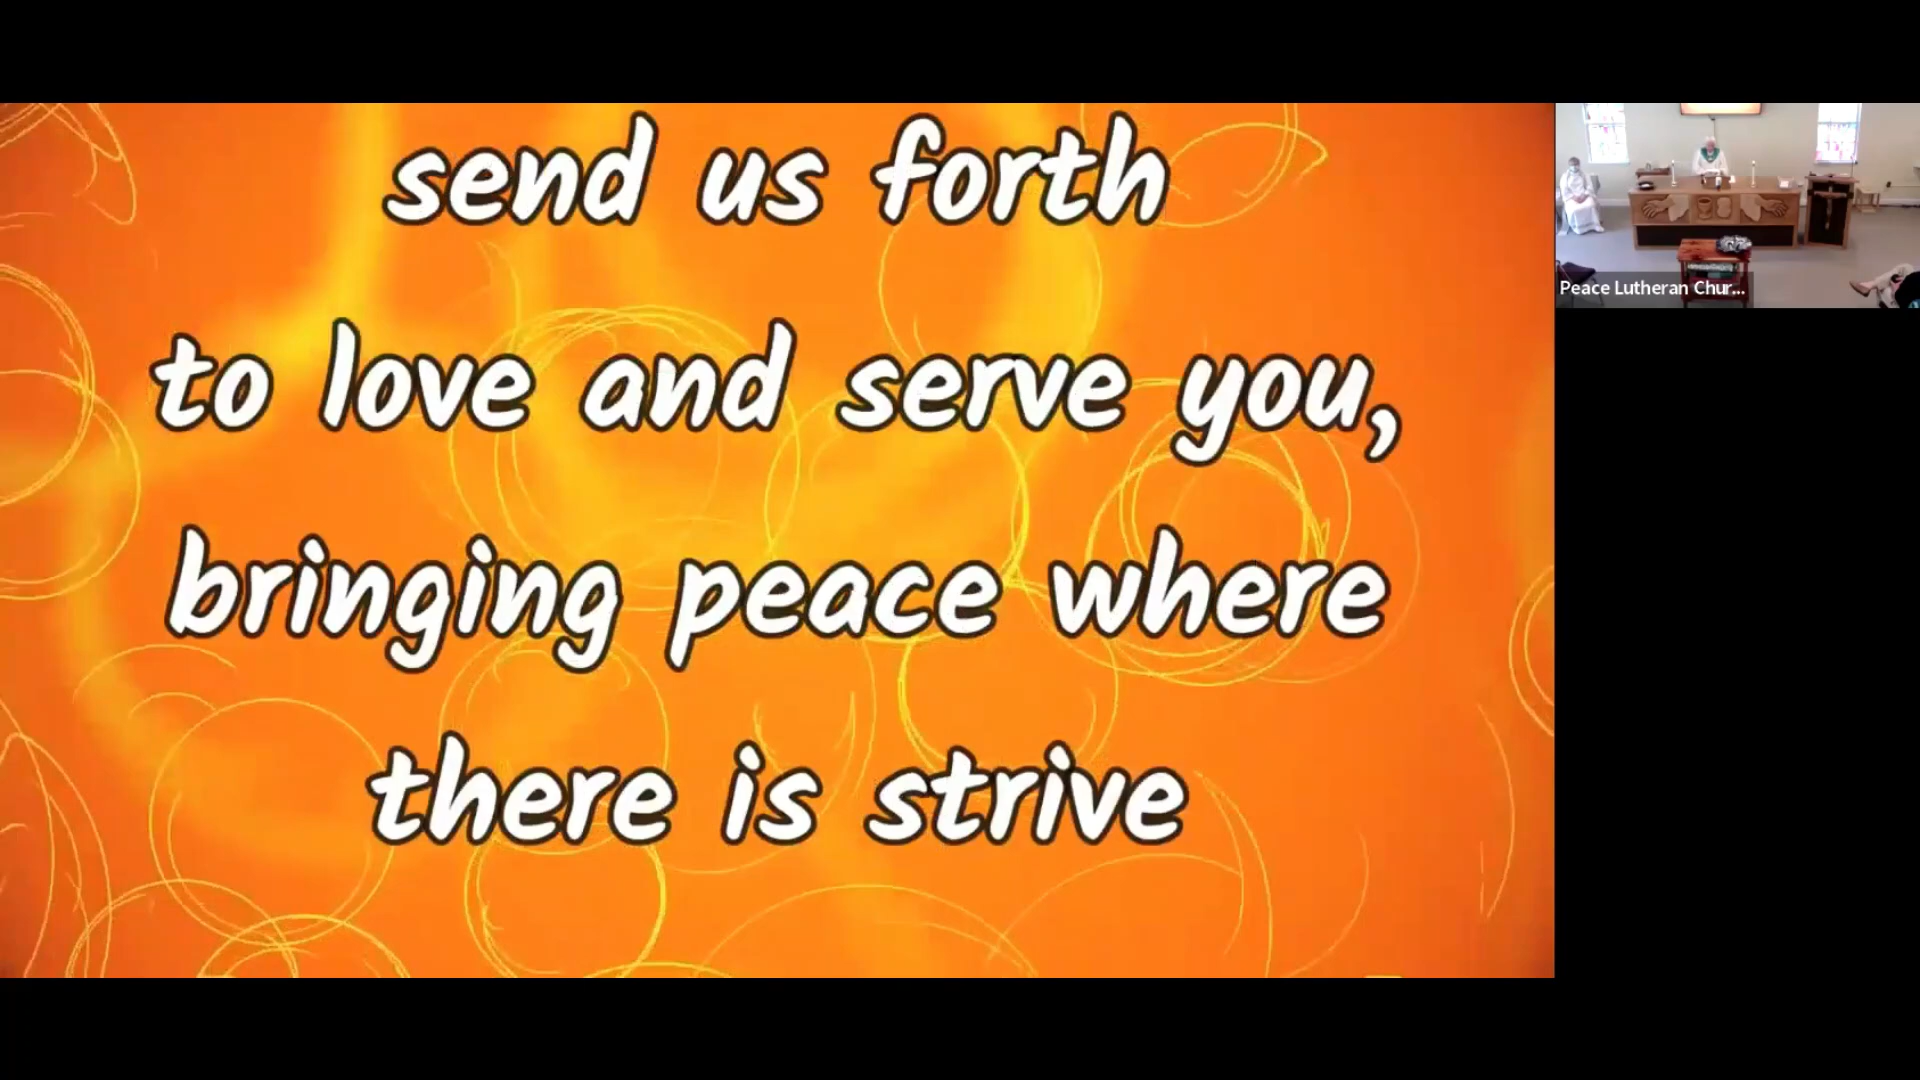 send us forth
to love and serve you,
bringing peace where
there is strive
Peace Lutheran Chur...